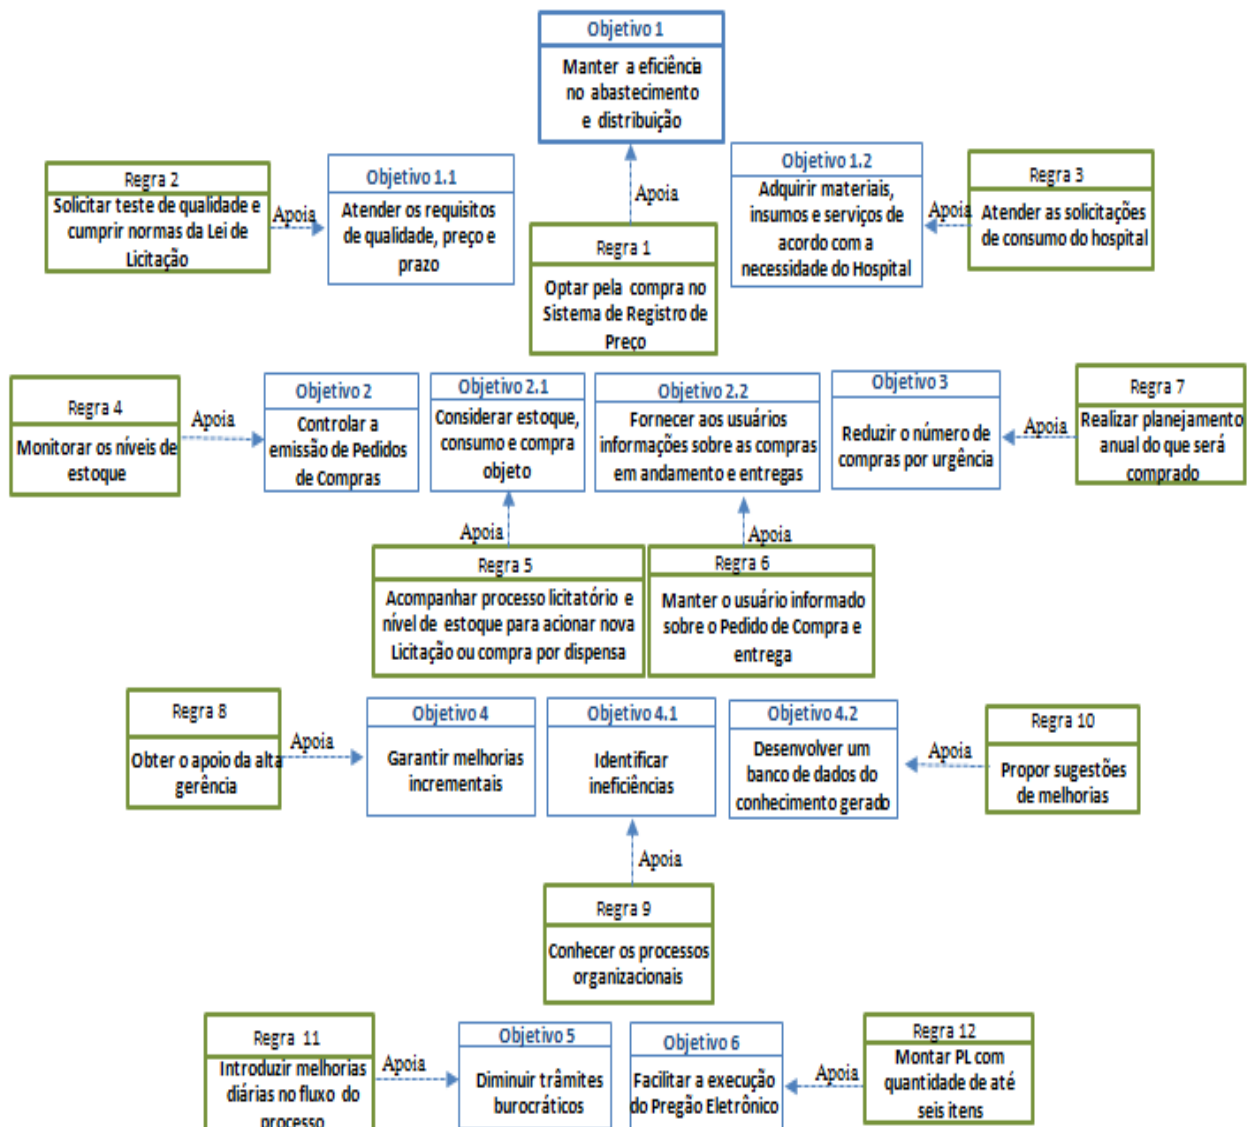 Objetivo 1
Manter a eficiência
no abastecimento
e distribuição
Apoia
Regra 2
Solicitar teste de qualidade e
cumprir normas da Lei de
Licitação
Apoia
Objetivo 1.1
Atender os requisitos
de qualidade, preço e
prazo
Regra 1
Optar pela compra no
Sistema de Registro de
Preço
Objetivo 1.2
Adquirir materiais,
insumos e serviços de
acordo com a
necessidade do Hospital
Apoia
Regra 3
Atender as solicitações
de consumo do hospital
Regra 4
Monitorar os níveis de
estoque
Apoia
Objetivo 2
Controlar a
emissão de Pedidos
de Compras
Objetivo 2.1
Considerar estoque,
consumo e compra
objeto
Objetivo 2.2
Fornecer aos usuários
informações sobre as compras
em andamento e entregas
Objetivo 3
Reduzir o número de
compras por urgência
Apoia
Regra 7
Realizar planejamento
anual do que será
comprado
Apoia
Regra 5
Acompanhar processo licitatório e
nível de estoque para acionar nova
Licitação ou compra por dispensa
Apoia
Regra 6
Manter o usuário informado
sobre o Pedido de Compra e
entrega
Regra 8
Obter o apoio da alta
gerência
Apoia
Objetivo 4
Garantir melhorias
incrementais
Objetivo 4.1
Identificar
ineficiências
Objetivo 4.2
Desenvolver um
banco de dados do
conhecimento gerado
Apoia
Regra 10
Propor sugestões
de melhorias
Apoia
Regra 9
Conhecer os processos
organizacionais
Regra 11
Introduzir melhorias
diárias no fluxo do
processo
Apoia
Objetivo 5
Diminuir trâmites
burocráticos
Objetivo 6
Facilitar a execução
do Pregão Eletrônico
Apoia
Regra 12
Montar PL com
quantidade de até
seis itens